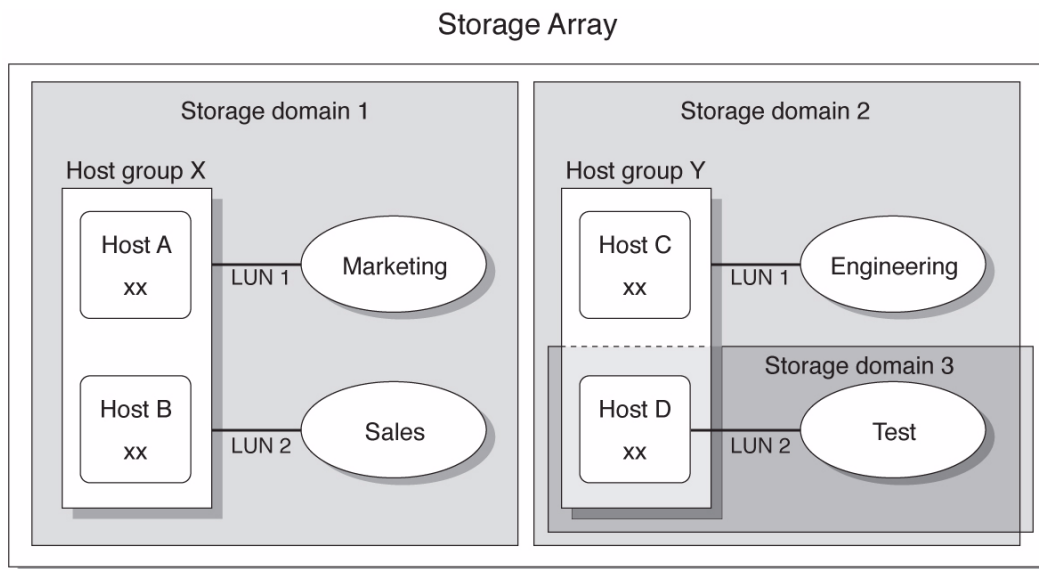 Storage Array
Storage domain 1
Host group X
Host A
xx
LUN 1
Marketing
Host B
xx
LUN 2
Sales
Storage domain 2
Host group Y
Host C
xx
LUN 1
Engineering
Storage domain 3
Host D
xx
LUN 2
Test